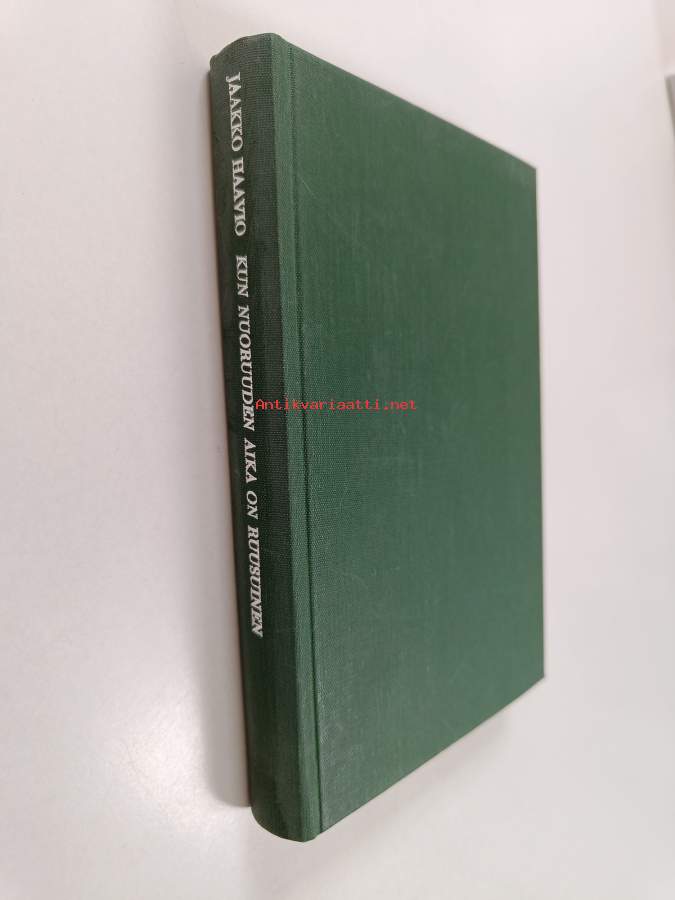 JAAKKO HAAVIO KUN NUORUUDEN AIKA ON RUUSUINEN
Antikvariaatti.net